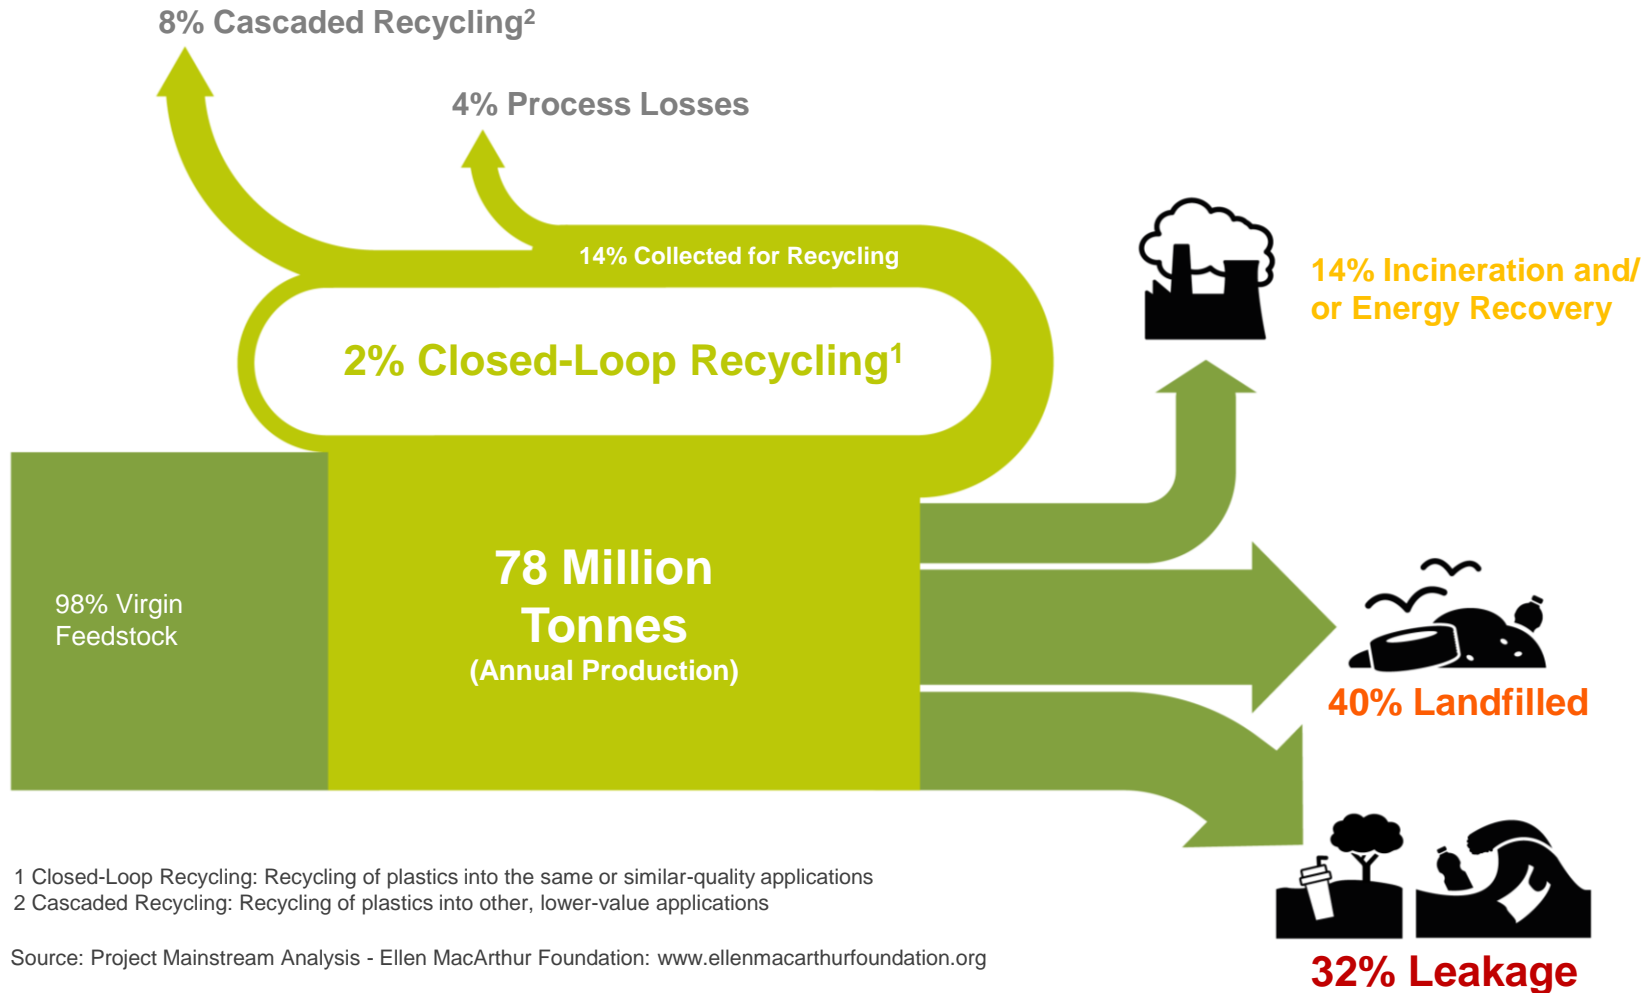 8% Cascaded Recycling²
4% Process Losses
14% Collected for Recycling
14% Incineration and/
or Energy Recovery
2% Closed-Loop Recycling¹
98% Virgin
Feedstock
78 Million
Tonnes
(Annual Production)
40% Landfilled
32% Leakage
1 Closed-Loop Recycling: Recycling of plastics into the same or similar-quality applications
2 Cascaded Recycling: Recycling of plastics into other, lower-value applications
Source: Project Mainstream Analysis - Ellen MacArthur Foundation: www.ellenmacarthurfoundation.org